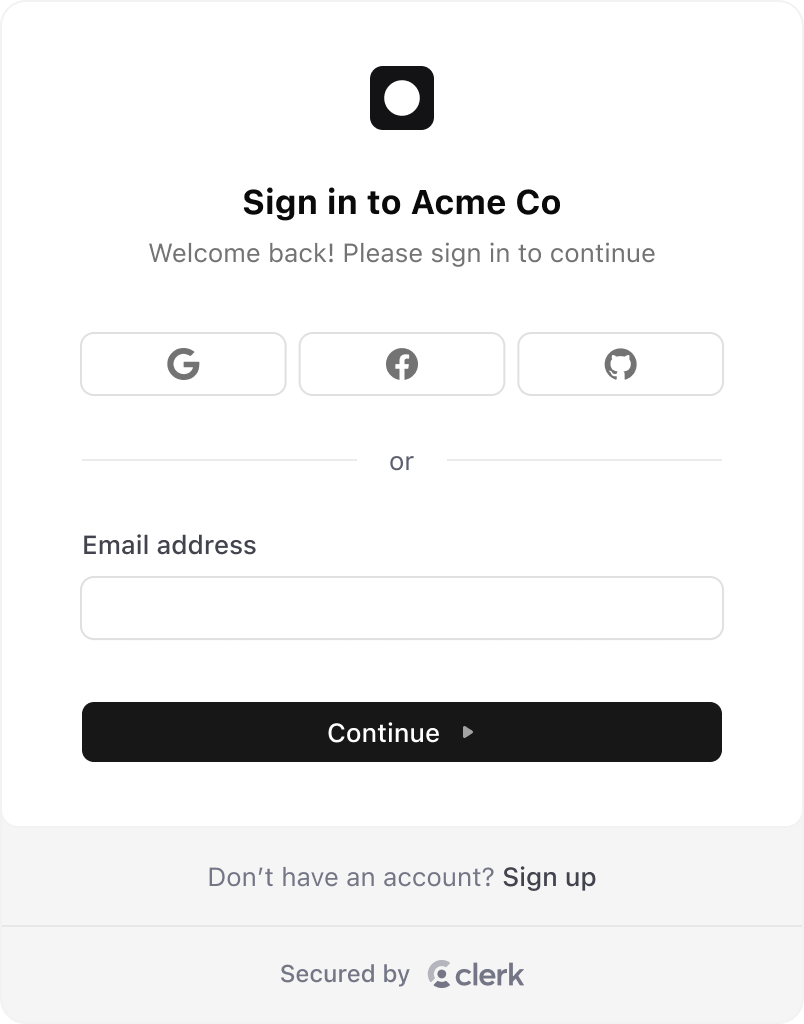 Sign in to Acme Co
Welcome back! Please sign in to continue
or
Email address
Continue
Don’t have an account? Sign up
Secured by clerk